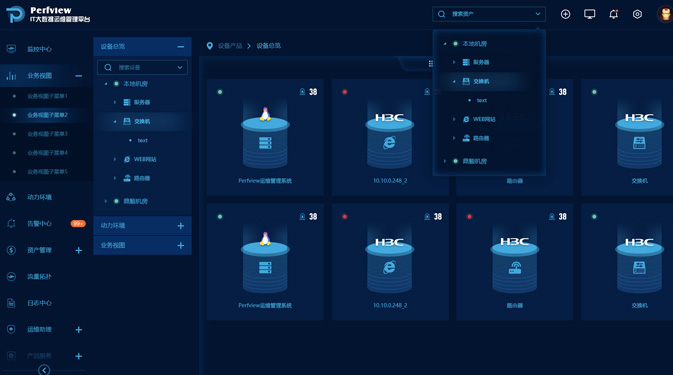 Perfview
IT大数据运维管理平台
搜索资产
监控中心
业务视图
业务视图子菜单1
业务视图子菜单2
业务视图子菜单3
业务视图子菜单4
业务视图子菜单5
动力环境
告警中心
99+
资产管理
流量拓扑
日志中心
运维助理
产品服务
设备总览
搜索设备
本地机房
服务器
交换机
text
WEB网站
路由器
鼎颛机房
动力环境
业务视图
设备产品
设备总览
本地机房
服务器
交换机
text
WEB网站
路由器
38
Perfview运维管理系统
38
H3C
10.10.0.248_2
路由器
H3C
交换机
38
Perfview运维管理系统
38
H3C
10.10.0.248_2
38
H3C
路由器
H3C
交换机